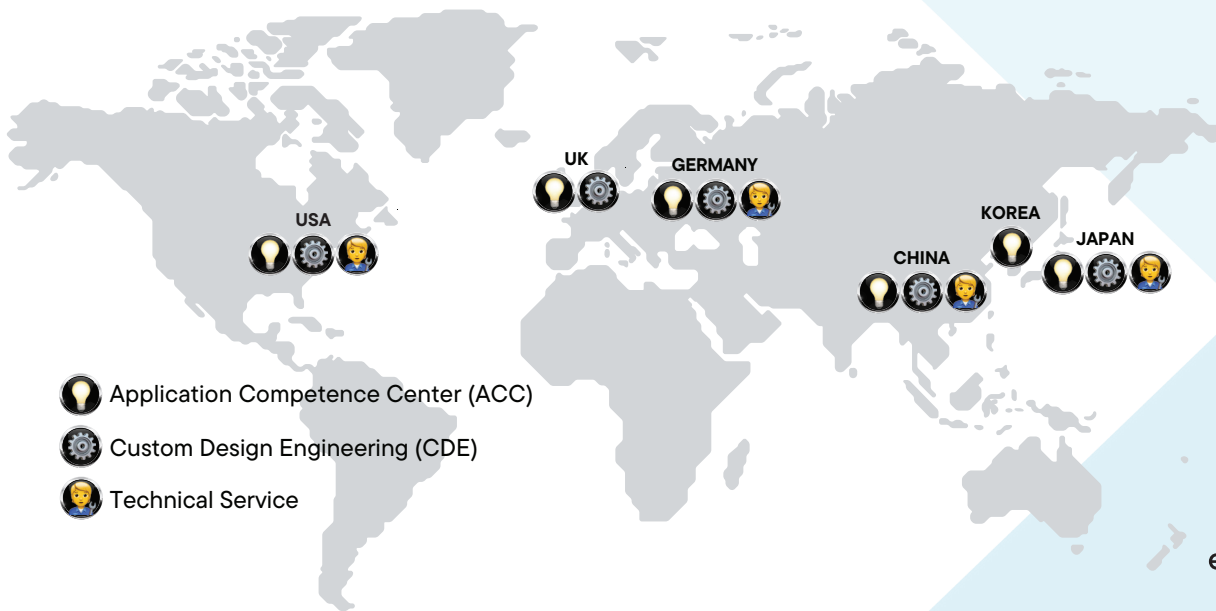 UK
GERMANY
USA
KOREA
JAPAN
CHINA
Application Competence Center (ACC)
Custom Design Engineering (CDE)
Technical Service
e